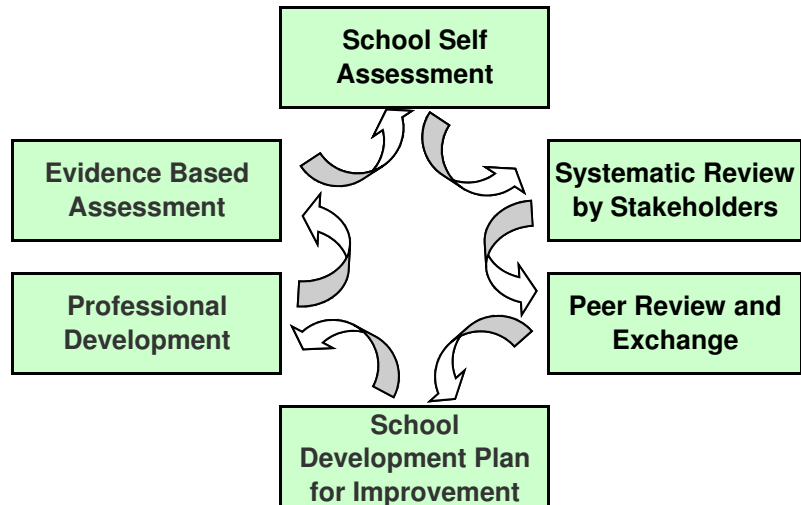 School Self
Assessment
Evidence Based
Assessment
Systematic Review
by Stakeholders
Professional
Development
Peer Review and
Exchange
School
Development Plan
for Improvement